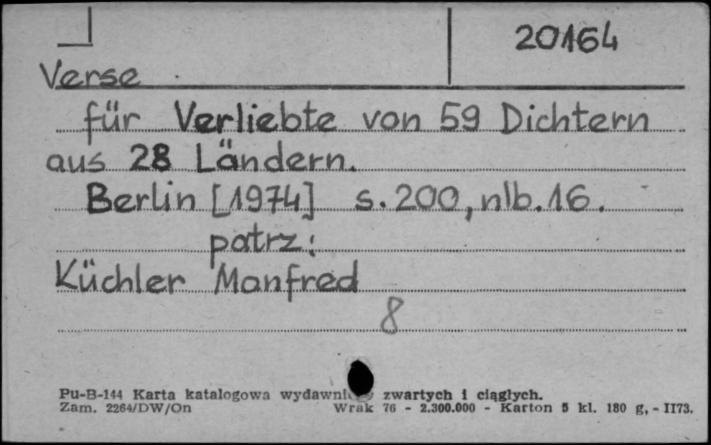 20164
Verse
für Verliebte von 59 Dichtern
aus 28 Ländern.
Berlin [1974] s. 200, nlb. 16.
patrz:
Küchler Manfred
8
Pu-B-144 Karta katalogowa zwartych i ciągłych.
Zam. 2264/DW/On Wrak 76 - 2.300.000 - Karton 5 kl. 180 g, - II73.